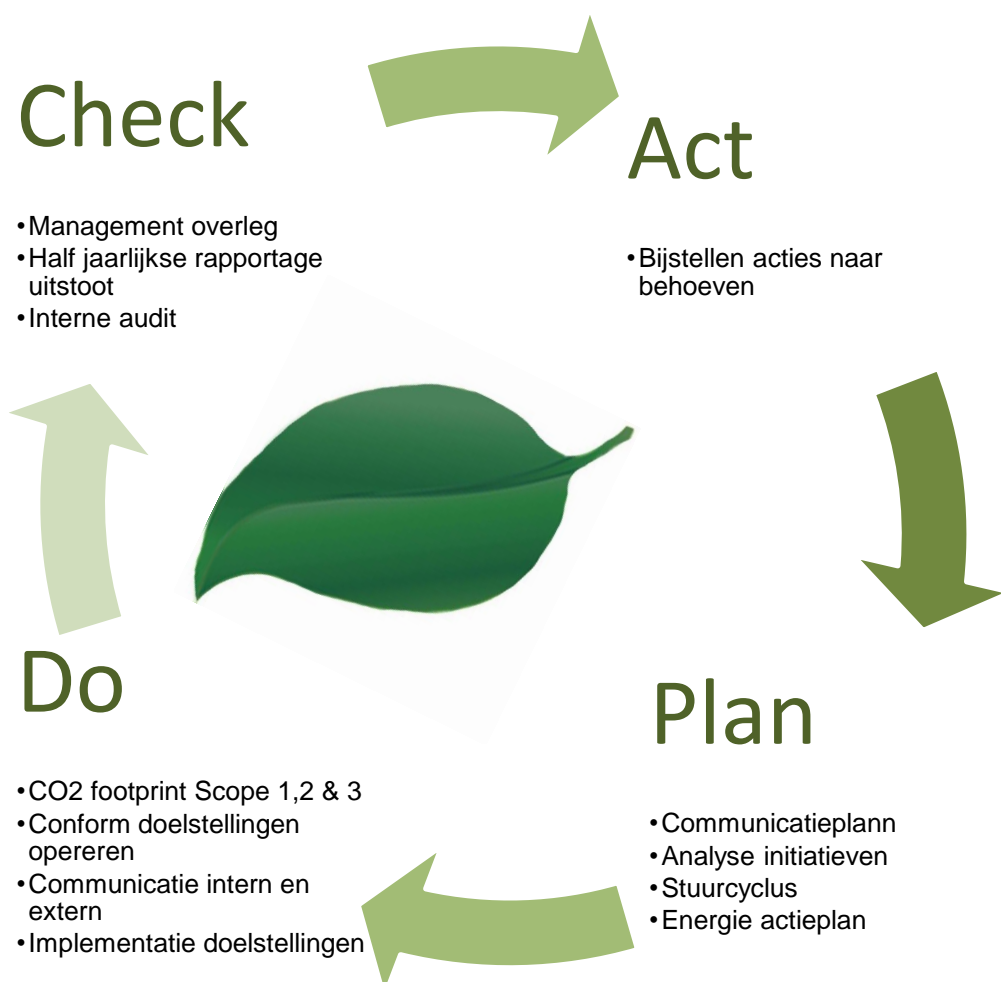 Check
•Management overleg
•Half jaarlijkse rapportage
uitstoot
•Interne audit
Act
•Bijstellen acties naar
behoeven
Do
•CO2 footprint Scope 1,2 & 3
•Conform doelstellingen
opereren
•Communicatie intern en
extern
•Implementatie doelstellingen
Plan
•Communicatieplann
•Analyse initiatieven
•Stuurcyclus
•Energie actieplan